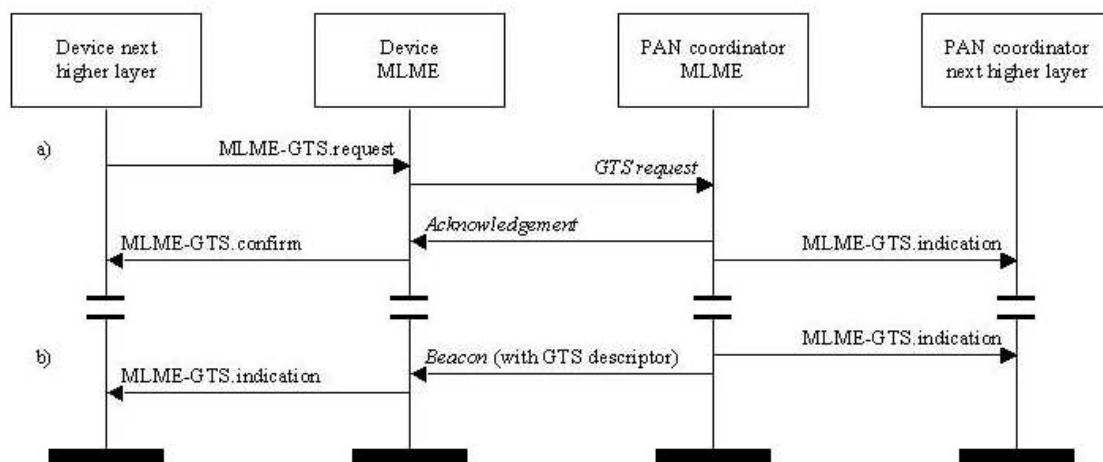 Device next
higher layer
Device
MLME
PAN coordinator
MLME
PAN coordinator
next higher layer
a)
MLME-GTS.request
GTS request
Acknowledgement
MLME-GTS.confirm
MLME-GTS.indication
MLME-GTS.indication
b)
Beacon (with GTS descriptor)
MLME-GTS.indication